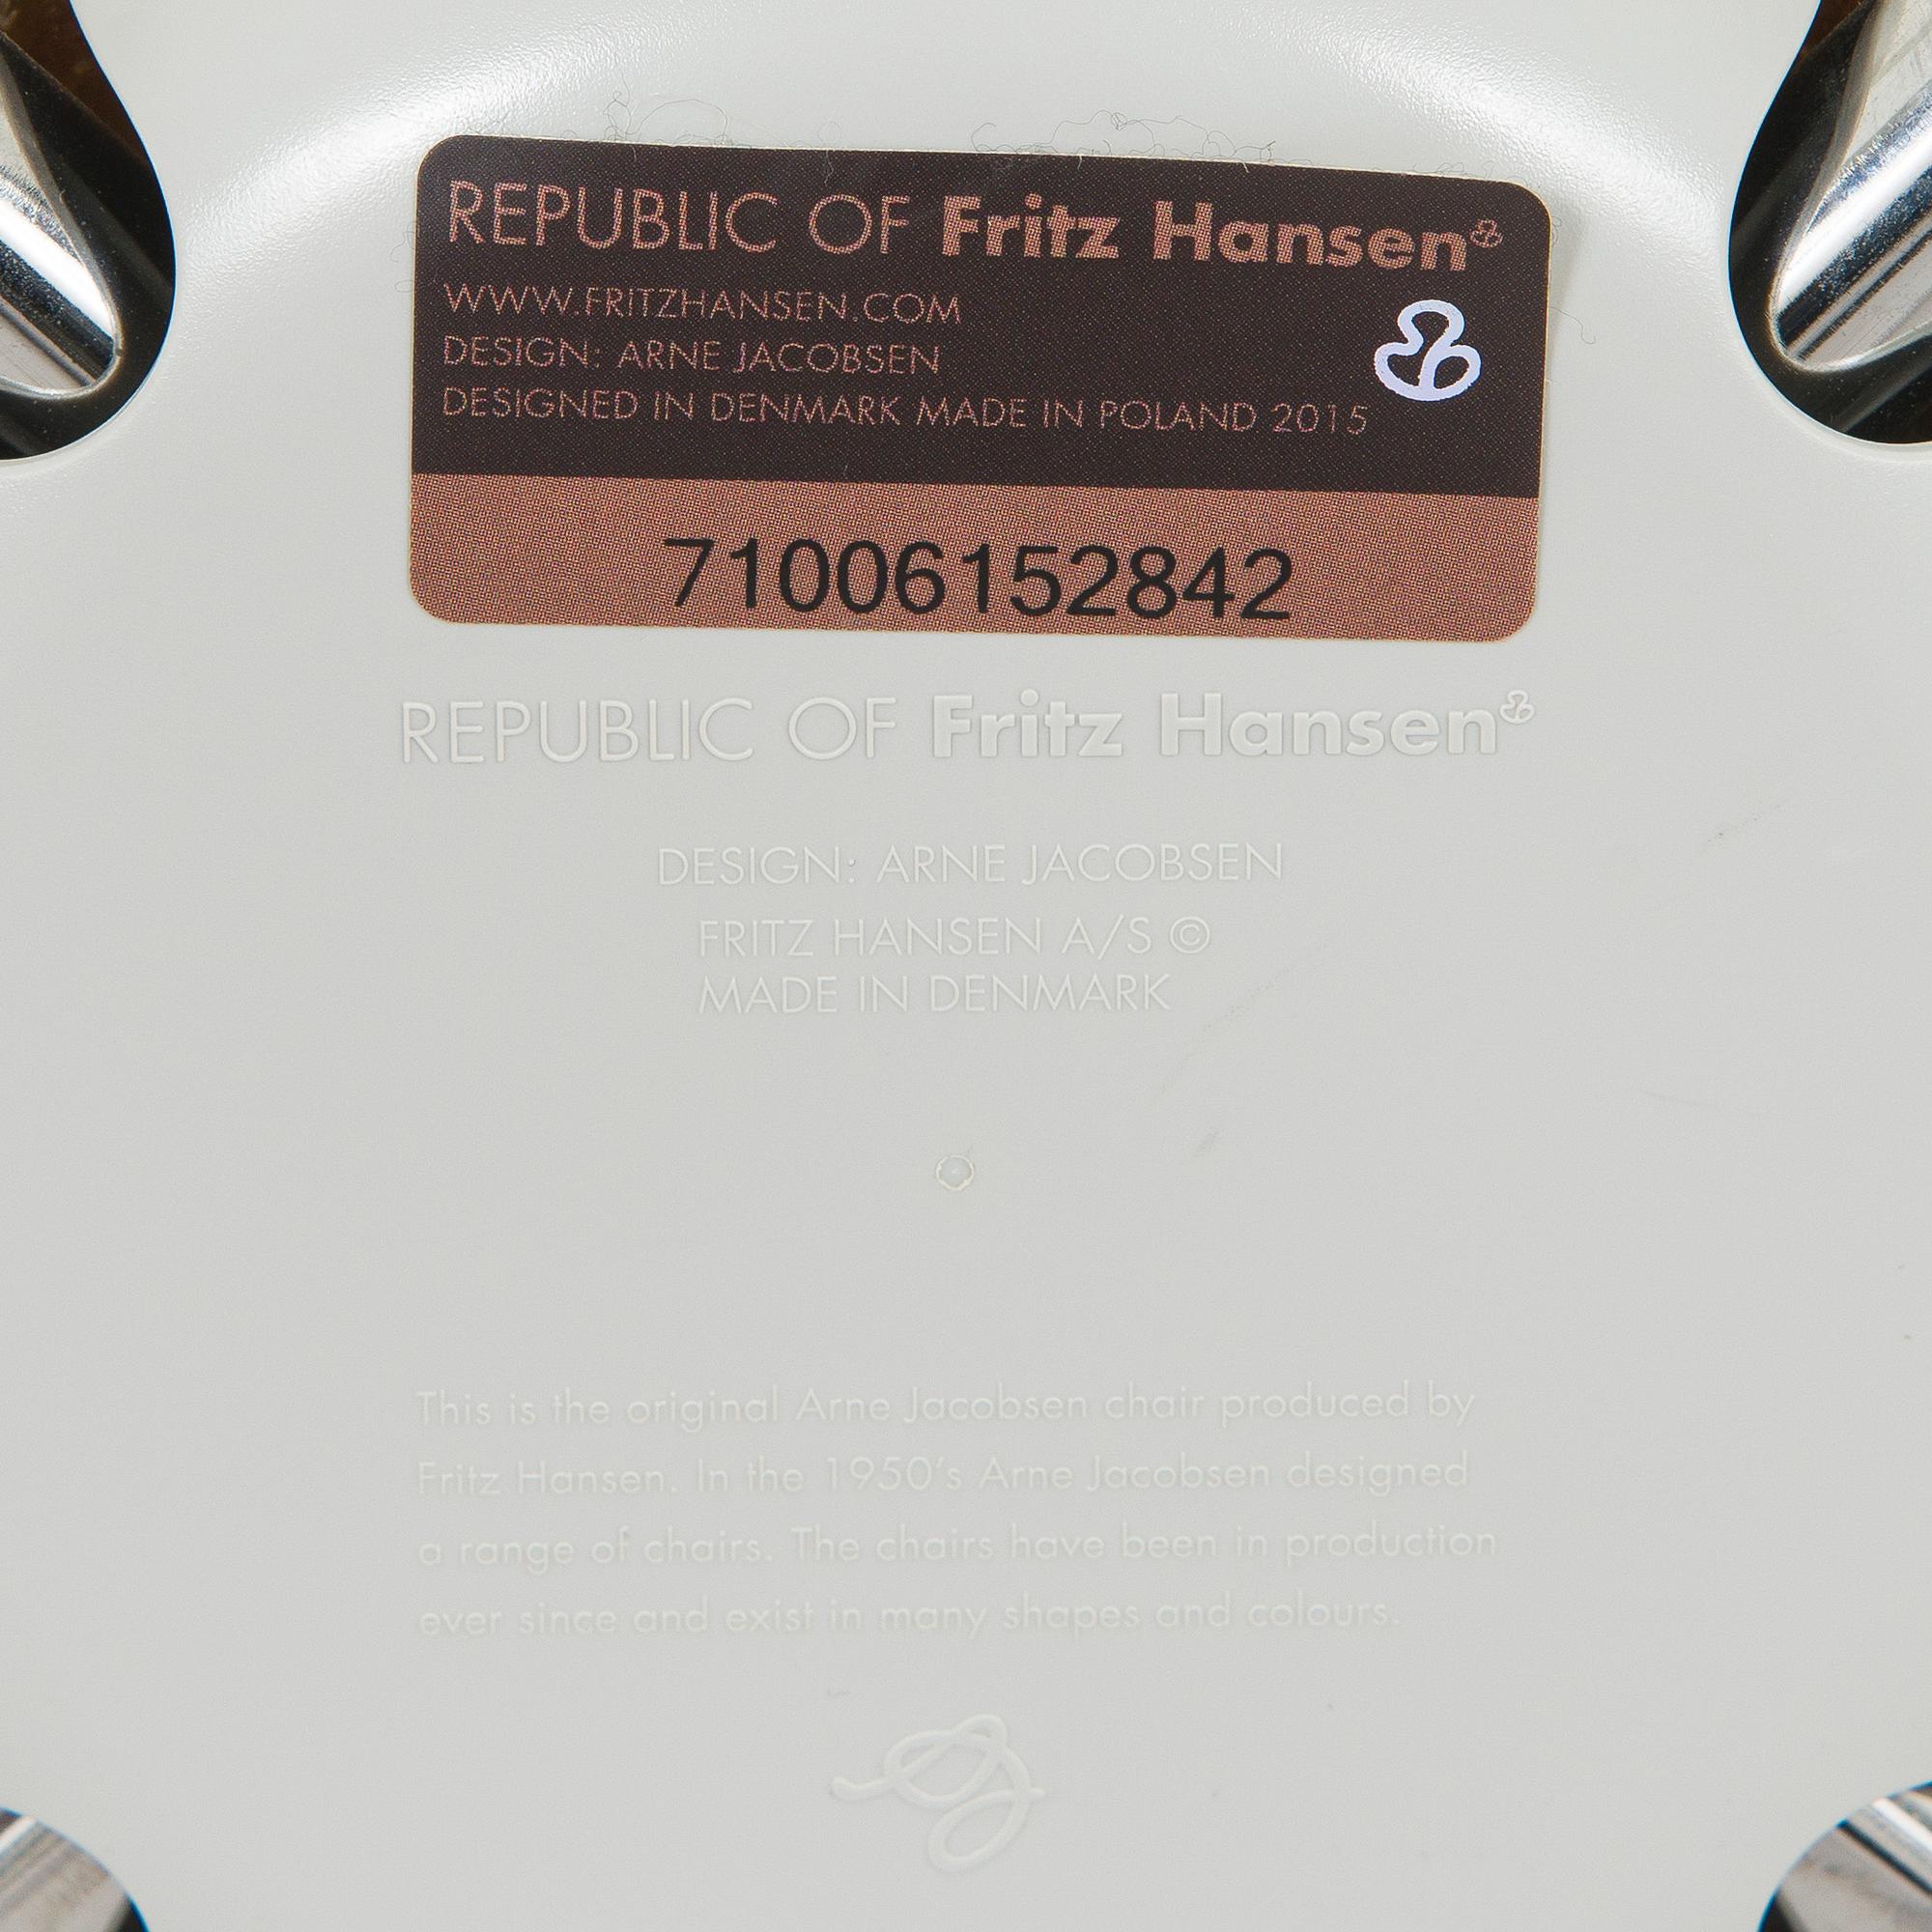 REPUBLIC OF Fritz Hansen
WWW.FRITZHANSEN.COM
DESIGN: ARNE JACOBSEN
DESIGNED IN DENMARK MADE IN POLAND 2015
71006152842
REPUBLIC OF Fritz Hansen
DESIGN: ARNE JACOBSEN
FRITZ HANSEN A/S ©
MADE IN DENMARK
This is the original Arne Jacobsen chair produced by
Fritz Hansen. In the 1950's Arne Jacobsen designed
a range of chairs. The chairs have been in production
ever since and exist in many shapes and colours.